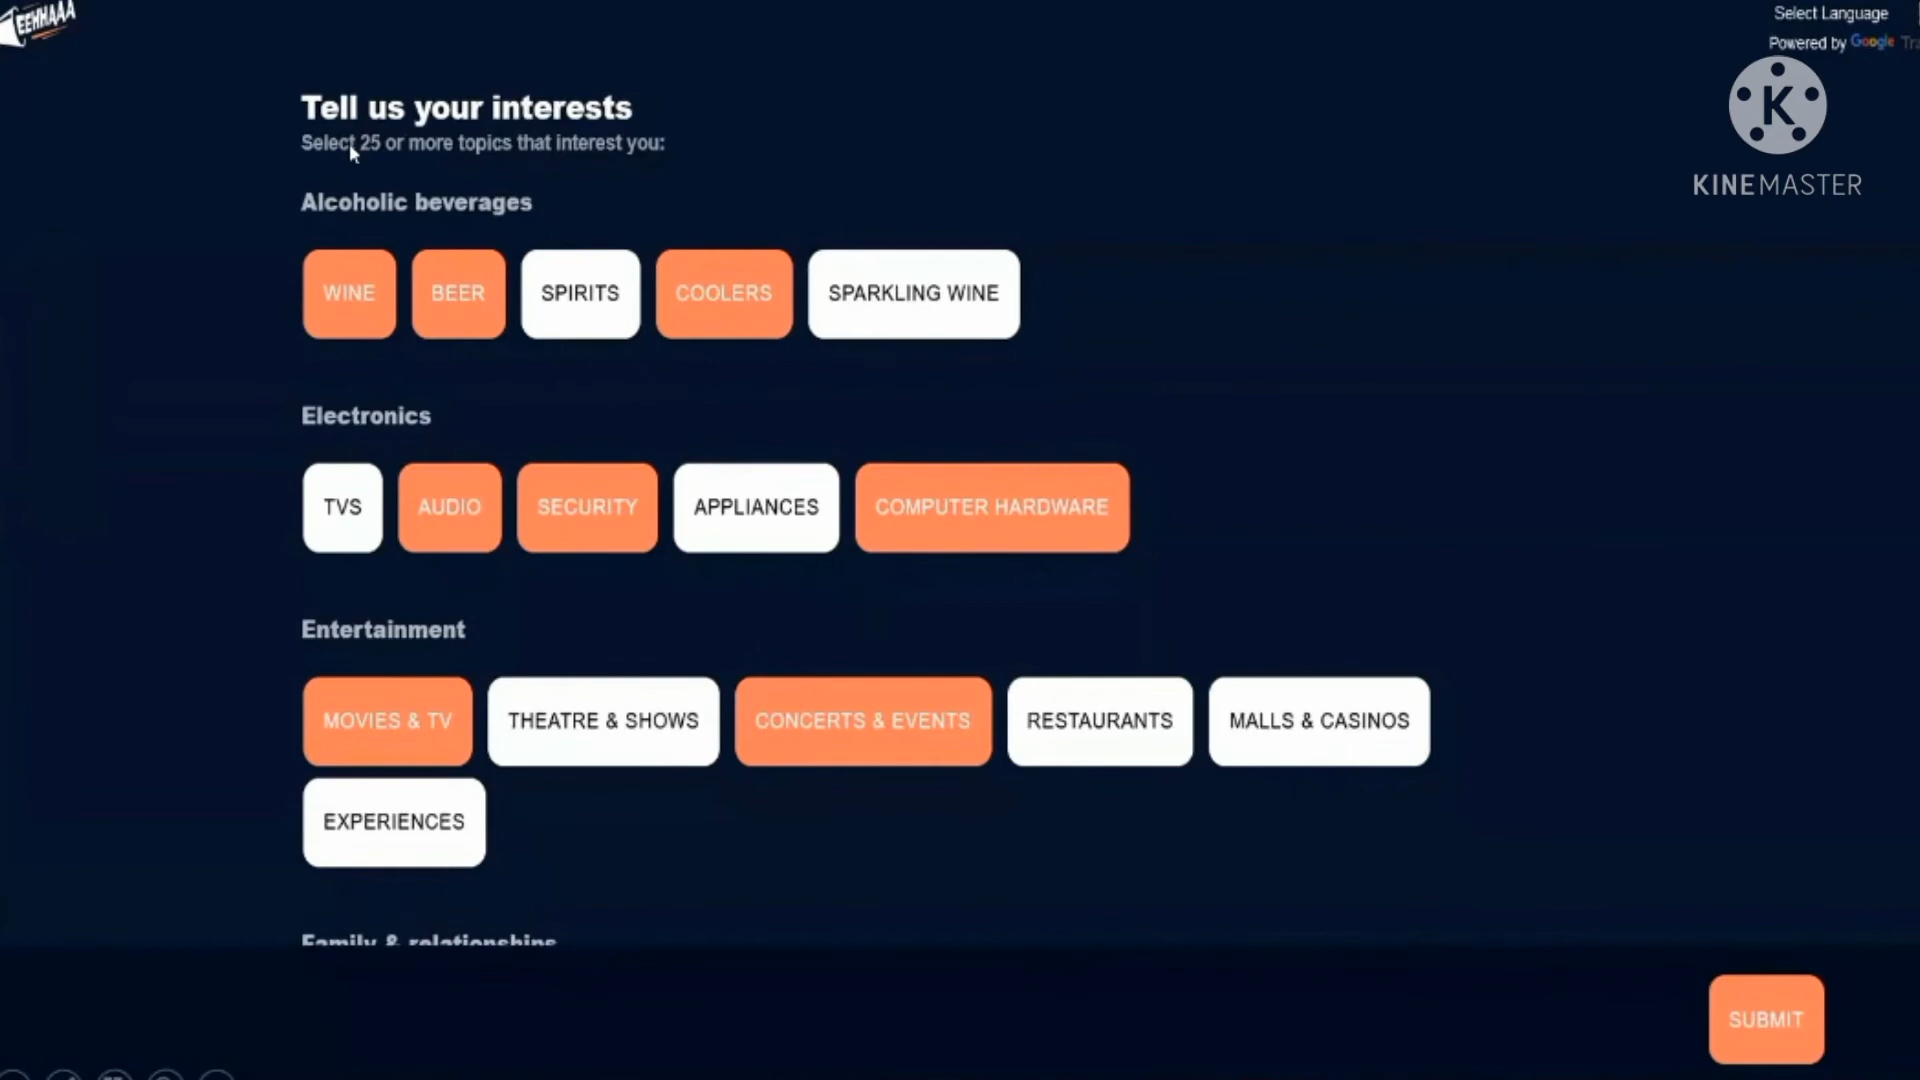 EEWHAAA
Select Language
Powered by Google
KINEMASTER
Tell us your interests
Select 25 or more topics that interest you:
Alcoholic beverages
WINE BEER SPIRITS COOLERS SPARKLING WINE
Electronics
TVS AUDIO SECURITY APPLIANCES COMPUTER HARDWARE
Entertainment
MOVIES & TV THEATRE & SHOWS CONCERTS & EVENTS RESTAURANTS MALLS & CASINOS
EXPERIENCES
Family & relationships
SUBMIT